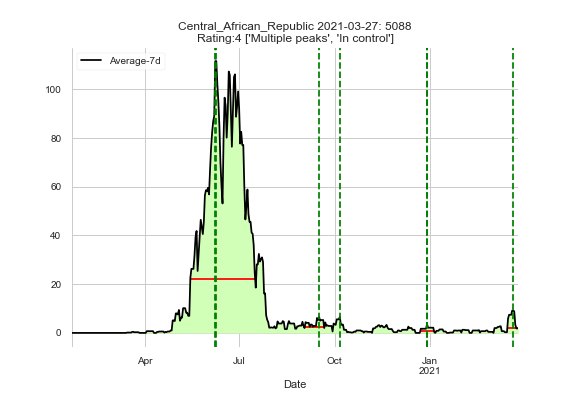 Central_African_Republic 2021-03-27: 5088
Rating:4 ['Multiple peaks', 'In control']
Average-7d
100
80
60
40
20
0
Apr
Jul
Oct
Jan
2021
Date